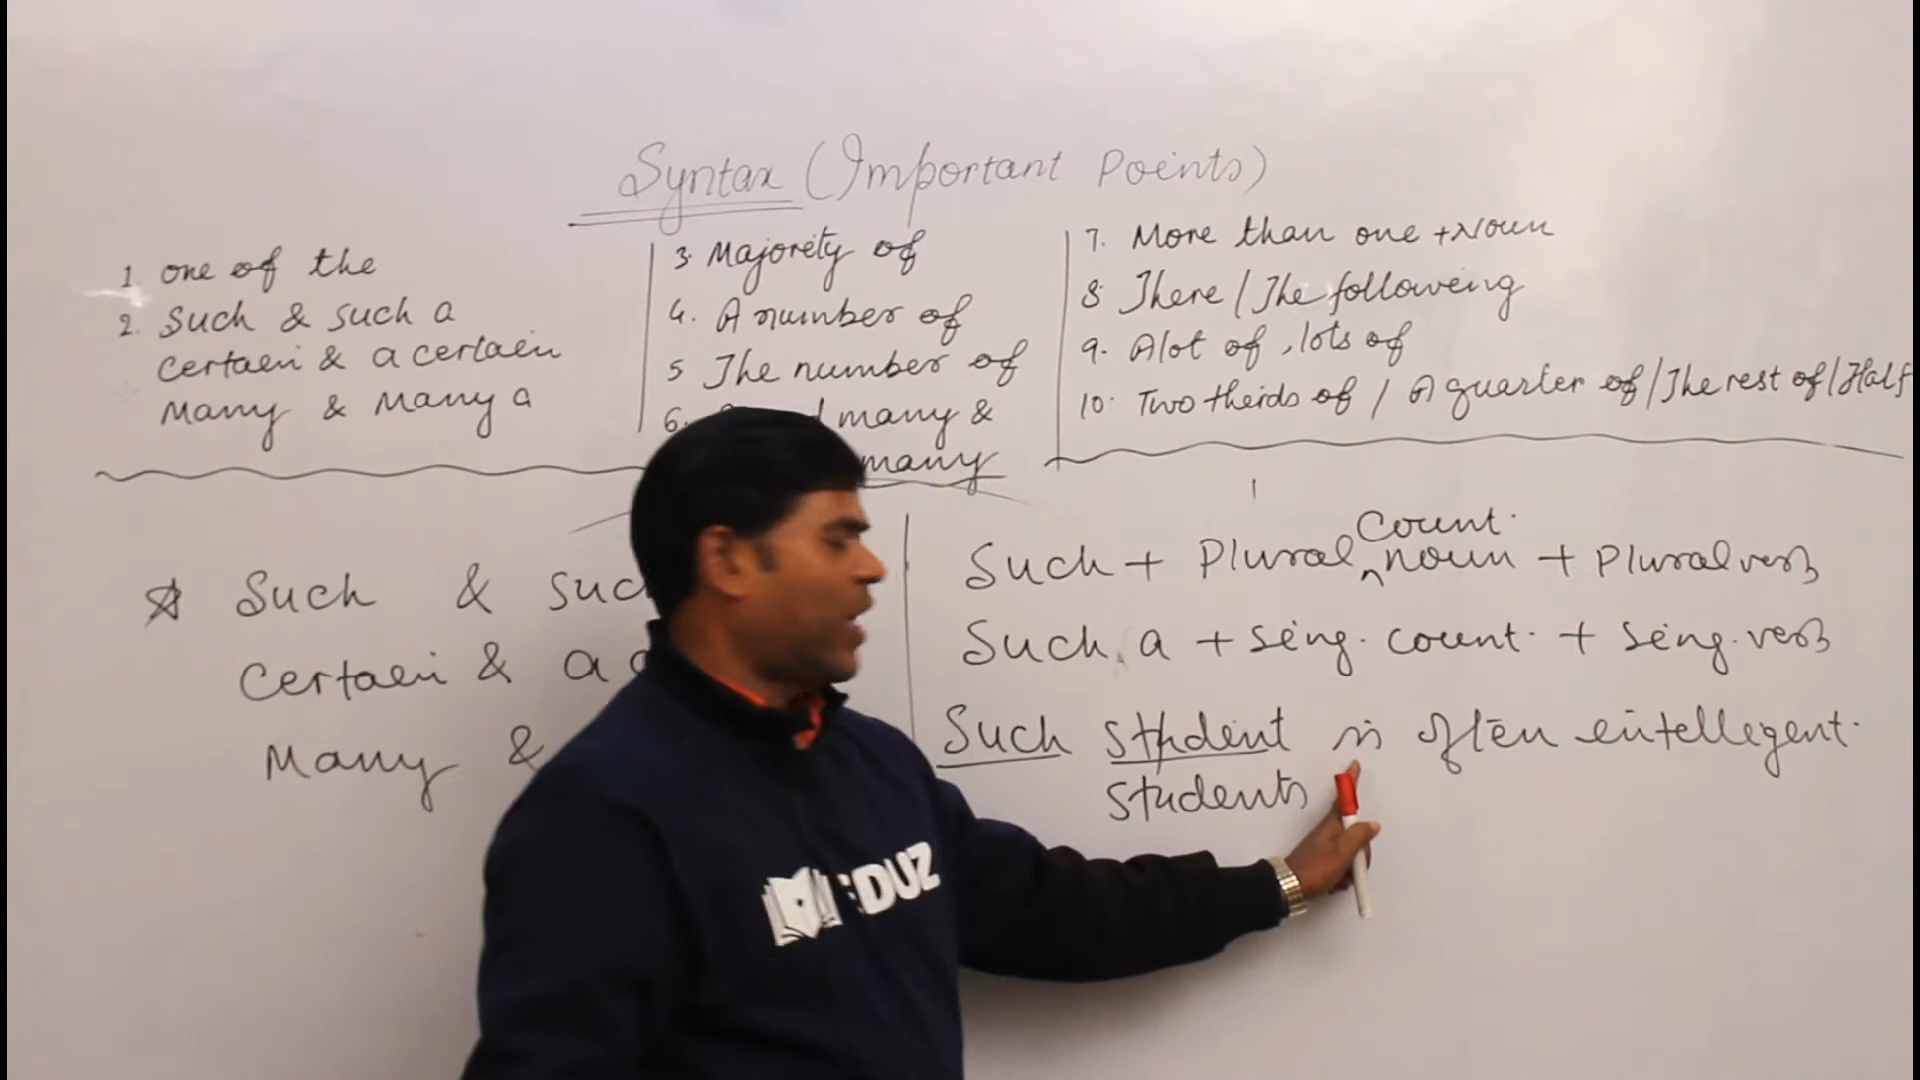 Syntax (Important Points)
1. one of the
2. Such & such a
certain & a certain
Many & Many a
3. Majority of
4. A number of
5 The number of
6. many &
many
7. More than one + Noun
8. There / The following
9. A lot of, lots of
10. Two thirds of / A quarter of / The rest of / Half
Such &
Certain & a
Many &
Such + Plural count. noun + Plural verb
Such a + sing. count. + sing. verb
Such student is often intelligent.
students
EDUZ